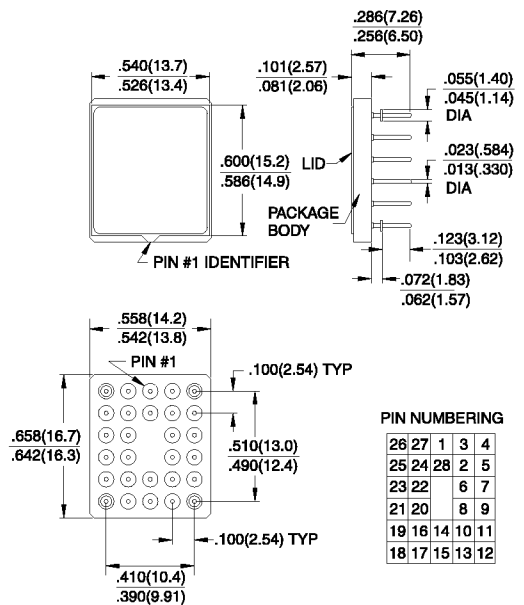 .286(7.26)
.256(6.50)
.540(13.7)
.526(13.4)
.101(2.57)
.081(2.06)
.055(1.40)
.045(1.14)
DIA
.600(15.2)
.586(14.9)
LID
.023(.584)
.013(.330)
DIA
PACKAGE
BODY
.123(3.12)
.103(2.62)
PIN #1 IDENTIFIER
.072(1.83)
.062(1.57)
.558(14.2)
.542(13.8)
PIN #1
.100(2.54) TYP
.658(16.7)
.642(16.3)
.510(13.0)
.490(12.4)
.100(2.54) TYP
.410(10.4)
.390(9.91)
PIN NUMBERING
26 27 1 3 4
25 24 28 2 5
23 22 6 7
21 20 8 9
19 16 14 10 11
18 17 15 13 12